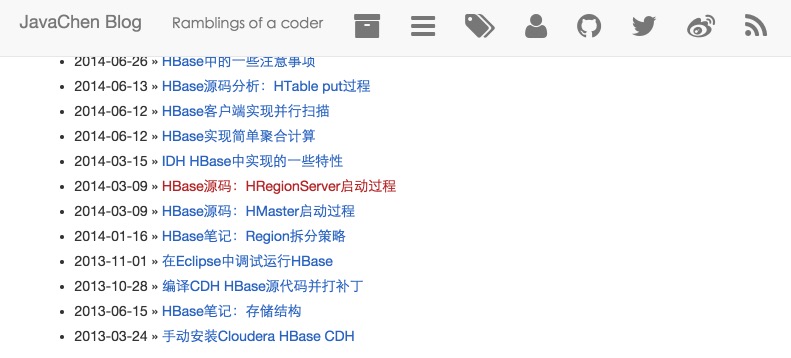 JavaChen Blog Ramblings of a coder
2014-06-26 » HBase中的一些注意事项
2014-06-13 » HBase源码分析：HTable put过程
2014-06-12 » HBase客户端实现并行扫描
2014-06-12 » HBase实现简单聚合计算
2014-03-15 » IDH HBase中实现的一些特性
2014-03-09 » HBase源码：HRegionServer启动过程
2014-03-09 » HBase源码：HMaster启动过程
2014-01-16 » HBase笔记：Region拆分策略
2013-11-01 » 在Eclipse中调试运行HBase
2013-10-28 » 编译CDH HBase源代码并打补丁
2013-06-15 » HBase笔记：存储结构
2013-03-24 » 手动安装Cloudera HBase CDH